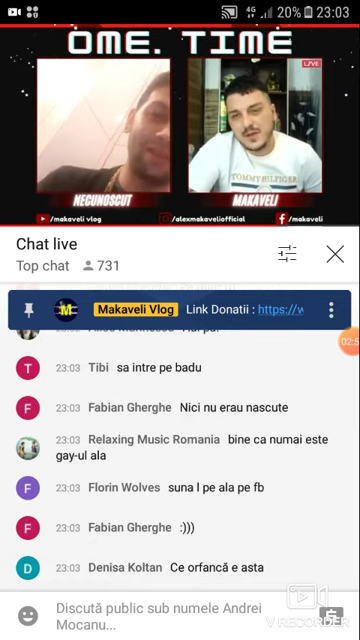 4G 20% 23:03
OME. TIME
LIVE
TOMMY HILFIGER
NECUNOSCUT
MAKAVELI
/makaveli vlog
/alexmakaveliofficial
/makaveli
Chat live
Top chat 731
M Makaveli Vlog Link Donatii : https://w
02:5
T 23:03 Tibi sa intre pe badu
F 23:03 Fabian Gherghe Nici nu erau nascute
23:03 Relaxing Music Romania bine ca numai este
gay-ul ala
F 23:03 Florin Wolves suna l pe ala pe fb
F 23:03 Fabian Gherghe :)))
D 23:03 Denisa Koltan Ce orfancă e asta
Discută public sub numele Andrei
Mocanu...
V RECORDER